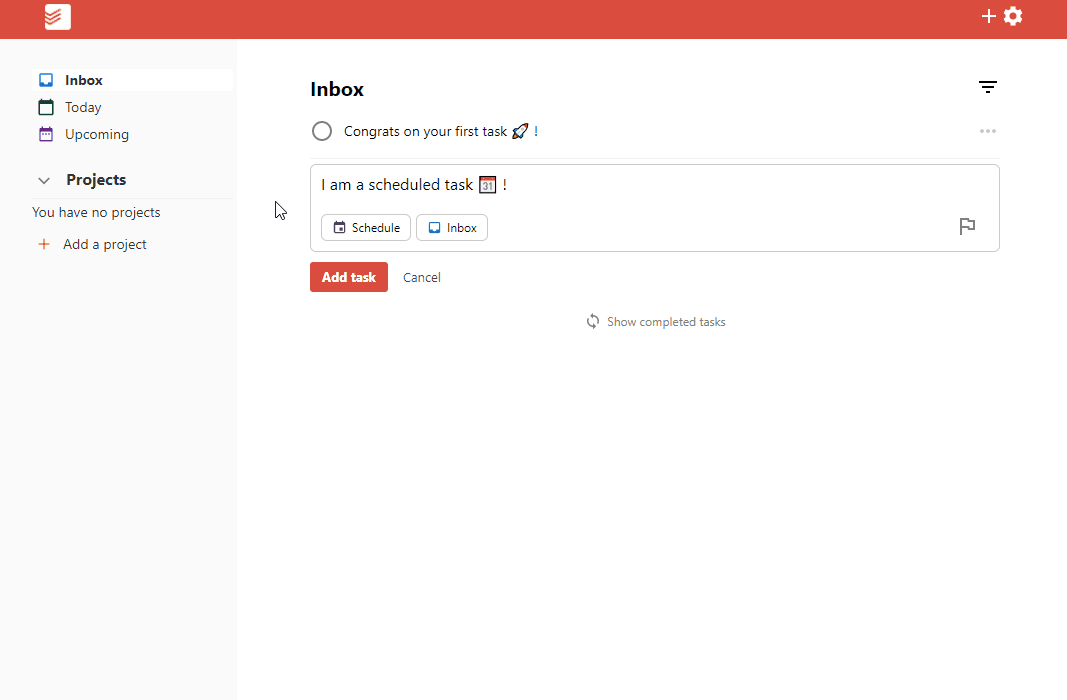 Inbox
Today
Upcoming
Projects
You have no projects
Add a project
Inbox
Congrats on your first task 🚀 !
I am a scheduled task 📅 !
Schedule
Inbox
Add task
Cancel
Show completed tasks